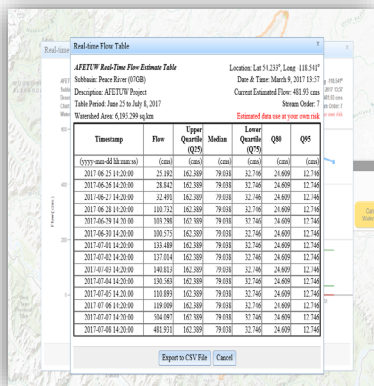 Real-time Flow Table
AFETUW Real-Time Flow Estimate Table
Location: Lat 54.233°, Long -118.541°
Subbasin: Peace River (07GB)
Date & Time: March 9, 2017 13:57
Description: AFETUW Project
Current Estimated Flow: 481.93 cms
Table Period: June 25 to July 8, 2017
Stream Order: 7
Watershed Area: 6,195.299 sq.km
Estimated data use at your own risk
Timestamp Flow Upper Quartile (Q25) Median Lower Quartile (Q75) Q80 Q95
(yyyy-mm-dd hh:mm:ss) (cms) (cms) (cms) (cms) (cms) (cms)
2017-06-25 14:20:00 25.192 162.389 79.038 32.746 24.609 12.746
2017-06-26 14:20:00 28.842 162.389 79.038 32.746 24.609 12.746
2017-06-27 14:20:00 32.491 162.389 79.038 32.746 24.609 12.746
2017-06-28 14:20:00 110.732 162.389 79.038 32.746 24.609 12.746
2017-06-29 14:20:00 103.298 162.389 79.038 32.746 24.609 12.746
2017-06-30 14:20:00 100.575 162.389 79.038 32.746 24.609 12.746
2017-07-01 14:20:00 133.489 162.389 79.038 32.746 24.609 12.746
2017-07-02 14:20:00 137.014 162.389 79.038 32.746 24.609 12.746
2017-07-03 14:20:00 140.813 162.389 79.038 32.746 24.609 12.746
2017-07-04 14:20:00 130.563 162.389 79.038 32.746 24.609 12.746
2017-07-05 14:20:00 110.893 162.389 79.038 32.746 24.609 12.746
2017-07-06 14:20:00 119.009 162.389 79.038 32.746 24.609 12.746
2017-07-07 14:20:00 304.097 162.389 79.038 32.746 24.609 12.746
2017-07-08 14:20:00 481.931 162.389 79.038 32.746 24.609 12.746
Export to CSV File Cancel
Real-time